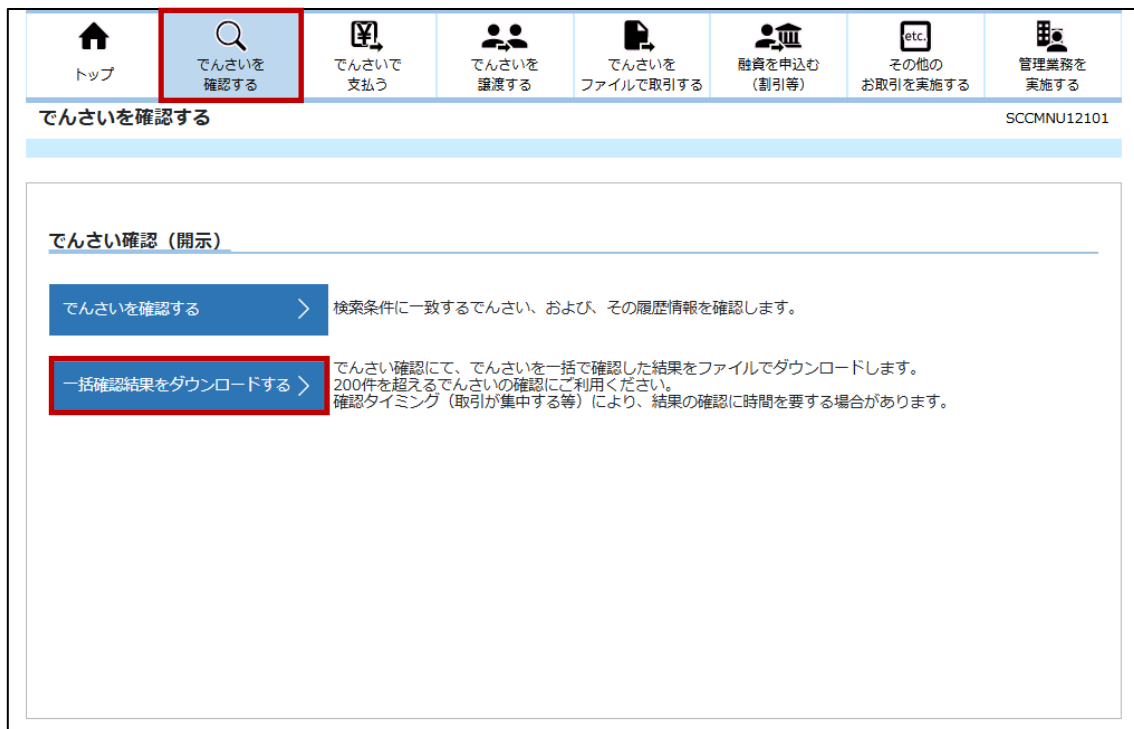 トップ
でんさいを
確認する
でんさいで
支払う
でんさいを
譲渡する
でんさいを
ファイルで取引する
融資を申込む
(割引等)
etc.
その他の
お取引を実施する
管理業務を
実施する
でんさいを確認する
SCCMNU12101
でんさい確認(開示)
でんさいを確認する
検索条件に一致するでんさい、および、その履歴情報を確認します。
一括確認結果をダウンロードする
でんさい確認にて、でんさいを一括で確認した結果をファイルでダウンロードします。
200件を超えるでんさいの確認にご利用ください。
確認タイミング(取引が集中する等)により、結果の確認に時間を要する場合があります。